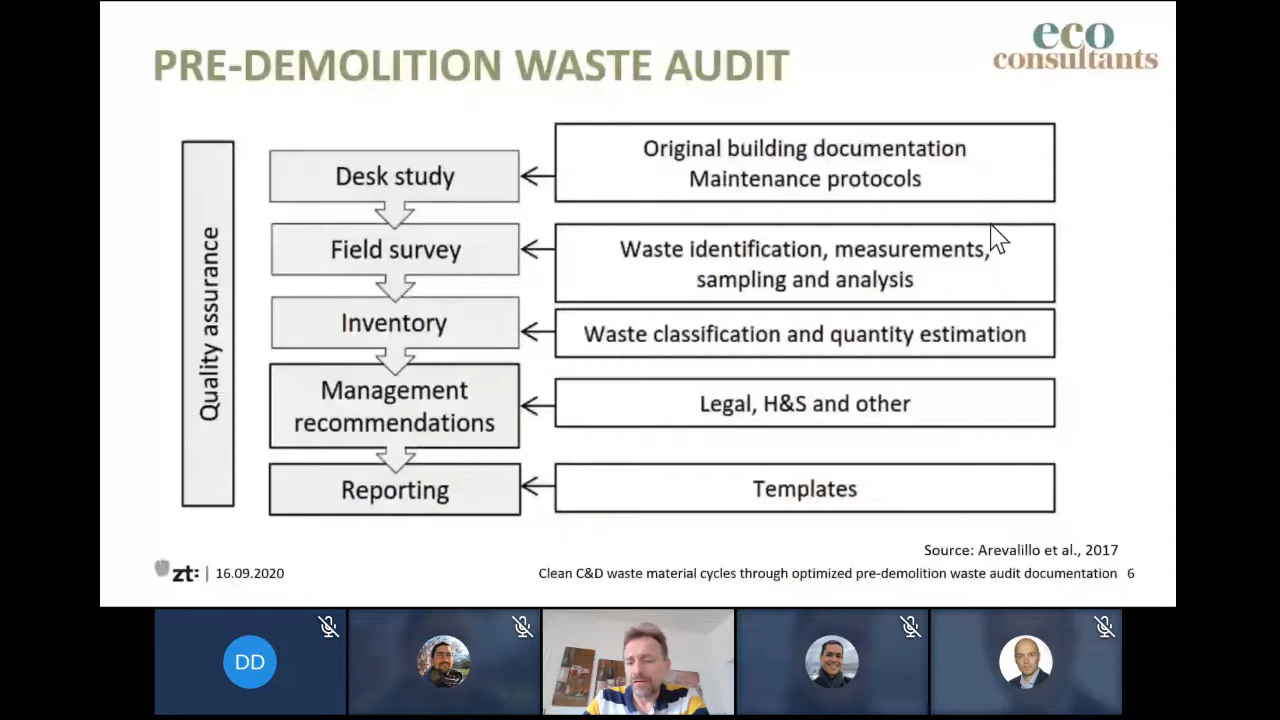 eco
consultants
PRE-DEMOLITION WASTE AUDIT
Quality assurance
Desk study
Original building documentation
Maintenance protocols
Field survey
Waste identification, measurements,
sampling and analysis
Inventory
Waste classification and quantity estimation
Management
recommendations
Legal, H&S and other
Reporting
Templates
Source: Arevalillo et al., 2017
zt: | 16.09.2020
Clean C&D waste material cycles through optimized pre-demolition waste audit documentation 6
DD